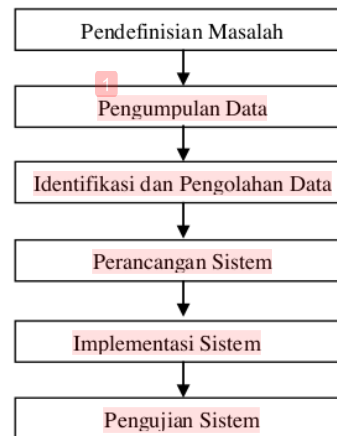 Pendefinisian Masalah
1
Pengumpulan Data
Identifikasi dan Pengolahan Data
Perancangan Sistem
Implementasi Sistem
Pengujian Sistem